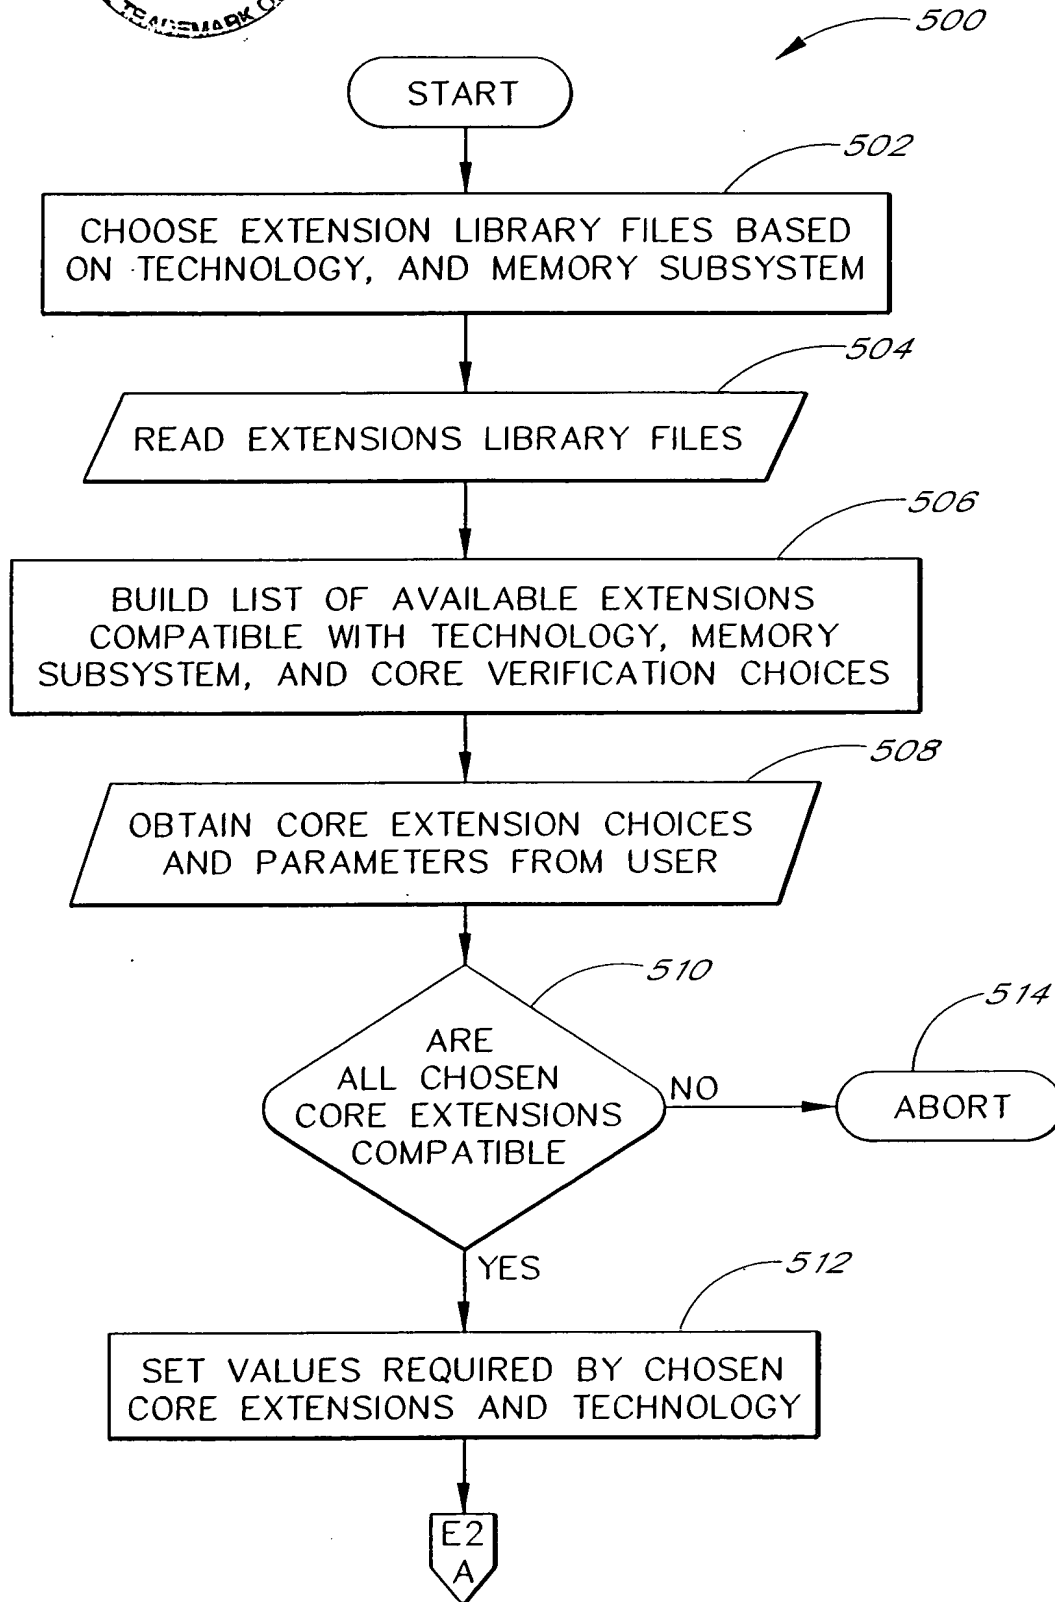 TRADEMARK
500
START
502
CHOOSE EXTENSION LIBRARY FILES BASED
ON TECHNOLOGY, AND MEMORY SUBSYSTEM
504
READ EXTENSIONS LIBRARY FILES
506
BUILD LIST OF AVAILABLE EXTENSIONS
COMPATIBLE WITH TECHNOLOGY, MEMORY
SUBSYSTEM, AND CORE VERIFICATION CHOICES
508
OBTAIN CORE EXTENSION CHOICES
AND PARAMETERS FROM USER
510
ARE
ALL CHOSEN
CORE EXTENSIONS
COMPATIBLE
NO
514
ABORT
YES
512
SET VALUES REQUIRED BY CHOSEN
CORE EXTENSIONS AND TECHNOLOGY
E2
A